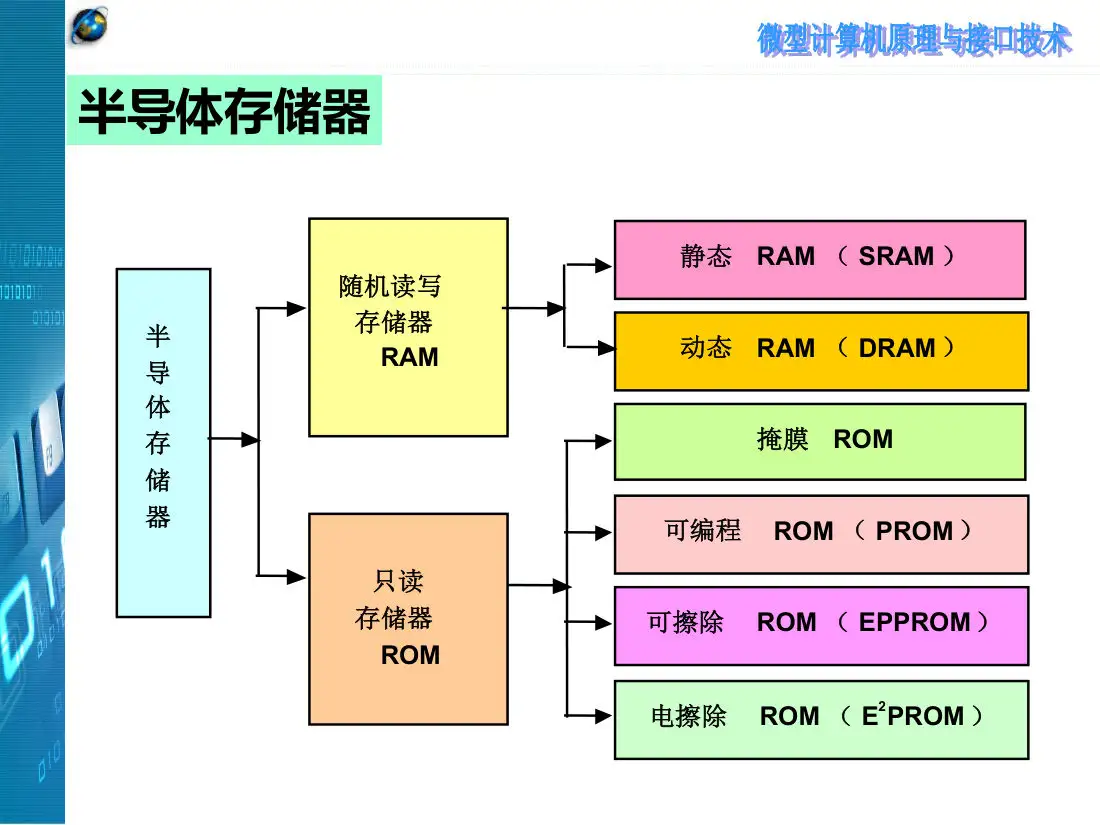 微型计算机原理与接口技术
半导体存储器
半
导
体
存
储
器
随机读写
存储器
RAM
只读
存储器
ROM
静态 RAM（SRAM）
动态 RAM（DRAM）
掩膜 ROM
可编程 ROM（PROM）
可擦除 ROM（EPPROM）
电擦除 ROM（E²PROM）